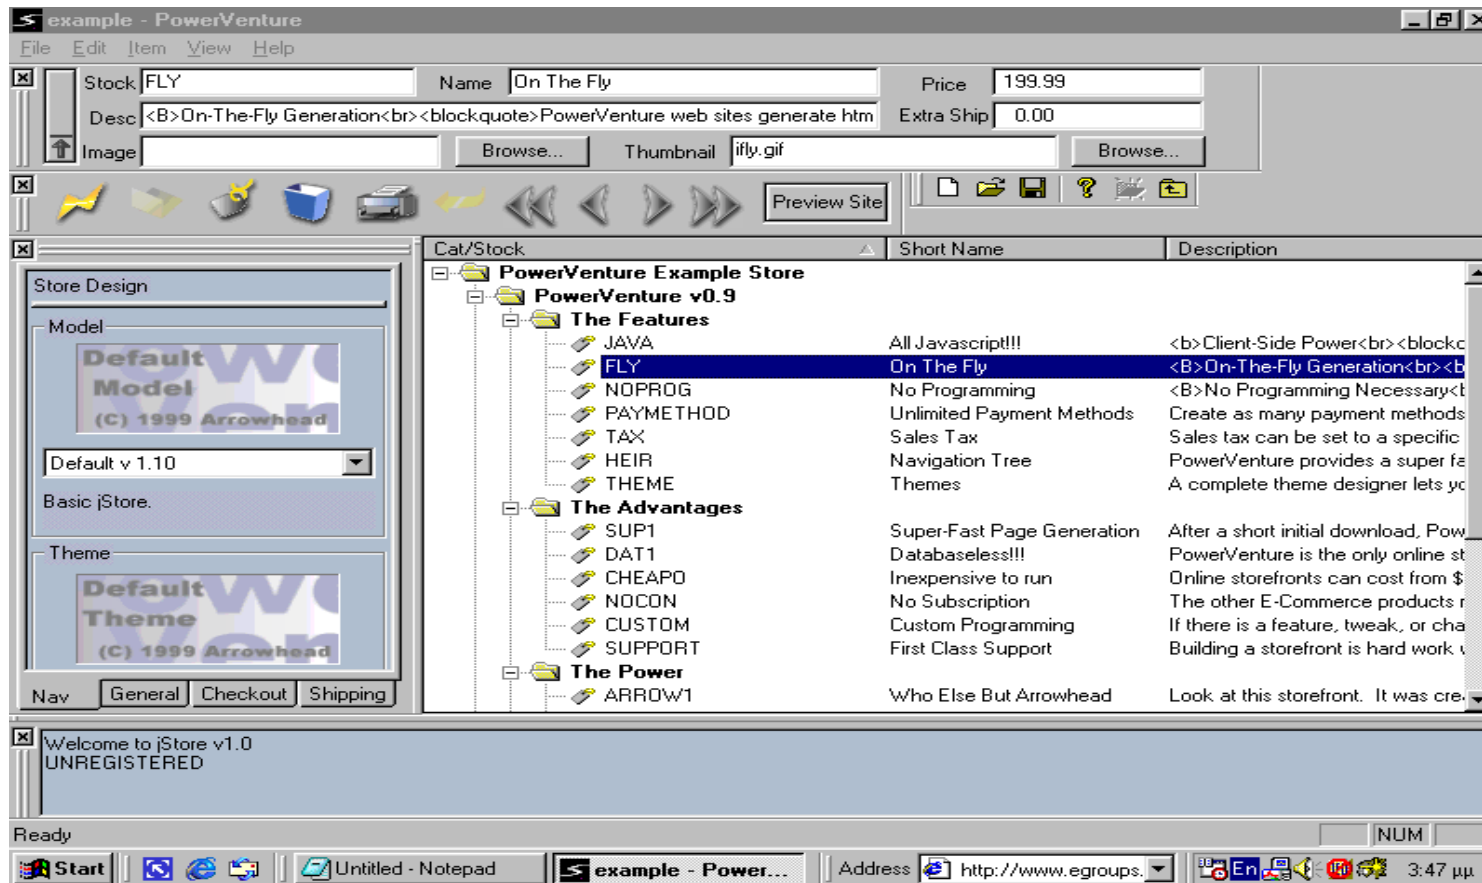 example - PowerVenture
File Edit Item View Help
Stock FLY Name On The Fly Price 199.99
Desc <B>On-The-Fly Generation<br><blockquote>PowerVenture web sites generate htm Extra Ship 0.00
Image Browse... Thumbnail ifly.gif Browse...
Preview Site
Cat/Stock Short Name Description
Store Design
Model
Default
Model
(C) 1999 Arrowhead
Default v 1.10
Basic jStore.
Theme
Default
Theme
(C) 1999 Arrowhead
Nav General Checkout Shipping
PowerVenture Example Store
PowerVenture v0.9
The Features
JAVA All Javascript!!! <b>Client-Side Power<br><blockc
FLY On The Fly <B>On-The-Fly Generation<br><b
NOPROG No Programming <B>No Programming Necessary<b
PAYMETHOD Unlimited Payment Methods Create as many payment methods
TAX Sales Tax Sales tax can be set to a specific
HEIR Navigation Tree PowerVenture provides a super fa
THEME Themes A complete theme designer lets yo
The Advantages
SUP1 Super-Fast Page Generation After a short initial download, Pow
DAT1 Databaseless!!! PowerVenture is the only online st
CHEAPO Inexpensive to run Online storefronts can cost from $
NOCON No Subscription The other E-Commerce products r
CUSTOM Custom Programming If there is a feature, tweak, or cha
SUPPORT First Class Support Building a storefront is hard work
The Power
ARROW1 Who Else But Arrowhead Look at this storefront. It was cre
Welcome to jStore v1.0
UNREGISTERED
Ready NUM
Start Untitled - Notepad example - Power... Address http://www.egroups. En 3:47 μμ